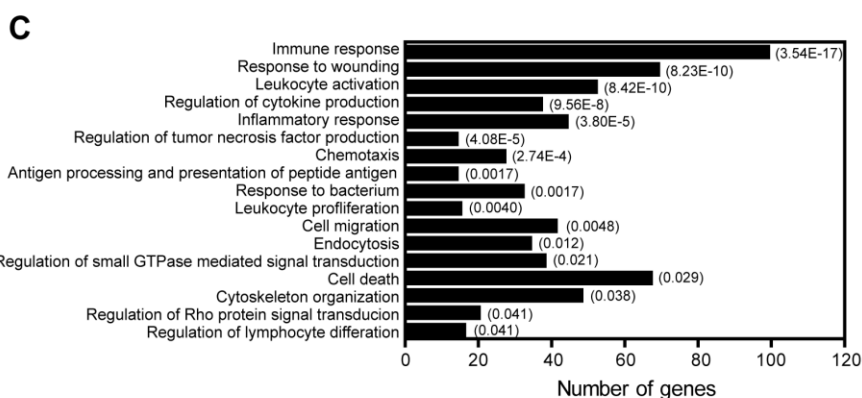 C
Immune response (3.54E-17)
Response to wounding (8.23E-10)
Leukocyte activation (8.42E-10)
Regulation of cytokine production (9.56E-8)
Inflammatory response (3.80E-5)
Regulation of tumor necrosis factor production (4.08E-5)
Chemotaxis (2.74E-4)
Antigen processing and presentation of peptide antigen (0.0017)
Response to bacterium (0.0017)
Leukocyte profliferation (0.0040)
Cell migration (0.0048)
Endocytosis (0.012)
Regulation of small GTPase mediated signal transduction (0.021)
Cell death (0.029)
Cytoskeleton organization (0.038)
Regulation of Rho protein signal transducion (0.041)
Regulation of lymphocyte differation (0.041)
0 20 40 60 80 100 120
Number of genes